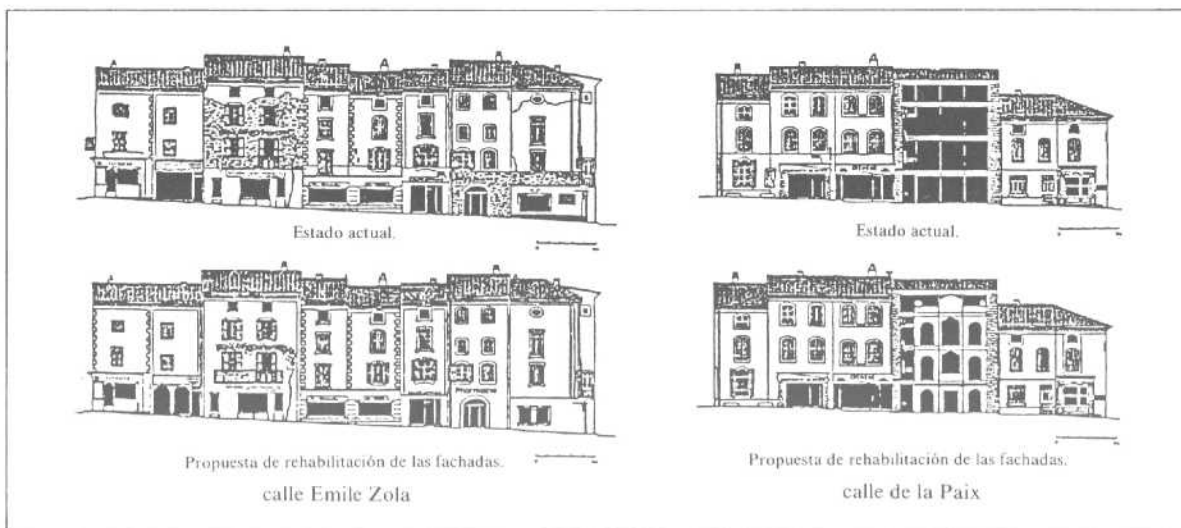 Estado actual.
Estado actual.
Pharmacie
Propuesta de rehabilitación de las fachadas.
calle Emile Zola
Propuesta de rehabilitación de las fachadas.
calle de la Paix